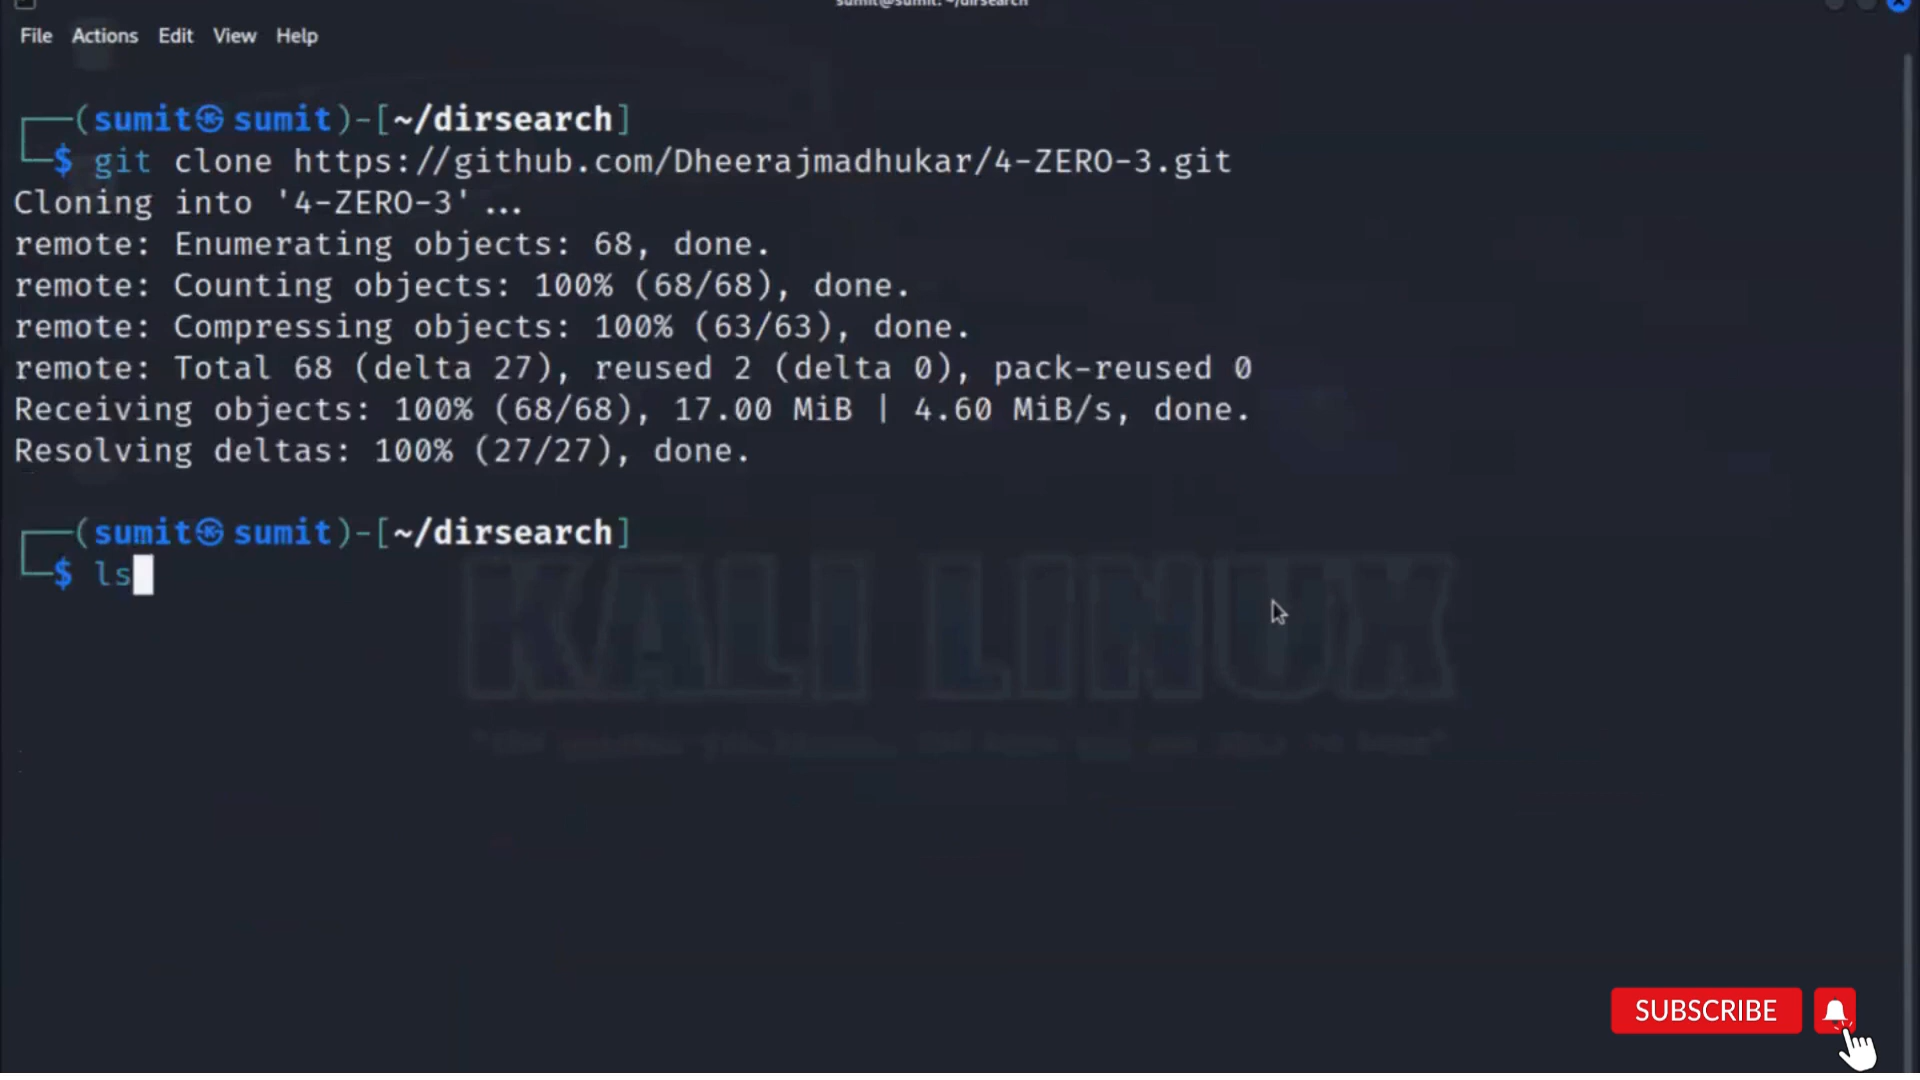 sumit@sumit: ~/dirsearch
File Actions Edit View Help
┌──(sumit㉿sumit)-[~/dirsearch]
└─$ git clone https://github.com/Dheerajmadhukar/4-ZERO-3.git
Cloning into '4-ZERO-3'...
remote: Enumerating objects: 68, done.
remote: Counting objects: 100% (68/68), done.
remote: Compressing objects: 100% (63/63), done.
remote: Total 68 (delta 27), reused 2 (delta 0), pack-reused 0
Receiving objects: 100% (68/68), 17.00 MiB | 4.60 MiB/s, done.
Resolving deltas: 100% (27/27), done.
┌──(sumit㉿sumit)-[~/dirsearch]
└─$ ls
KALI LINUX
SUBSCRIBE